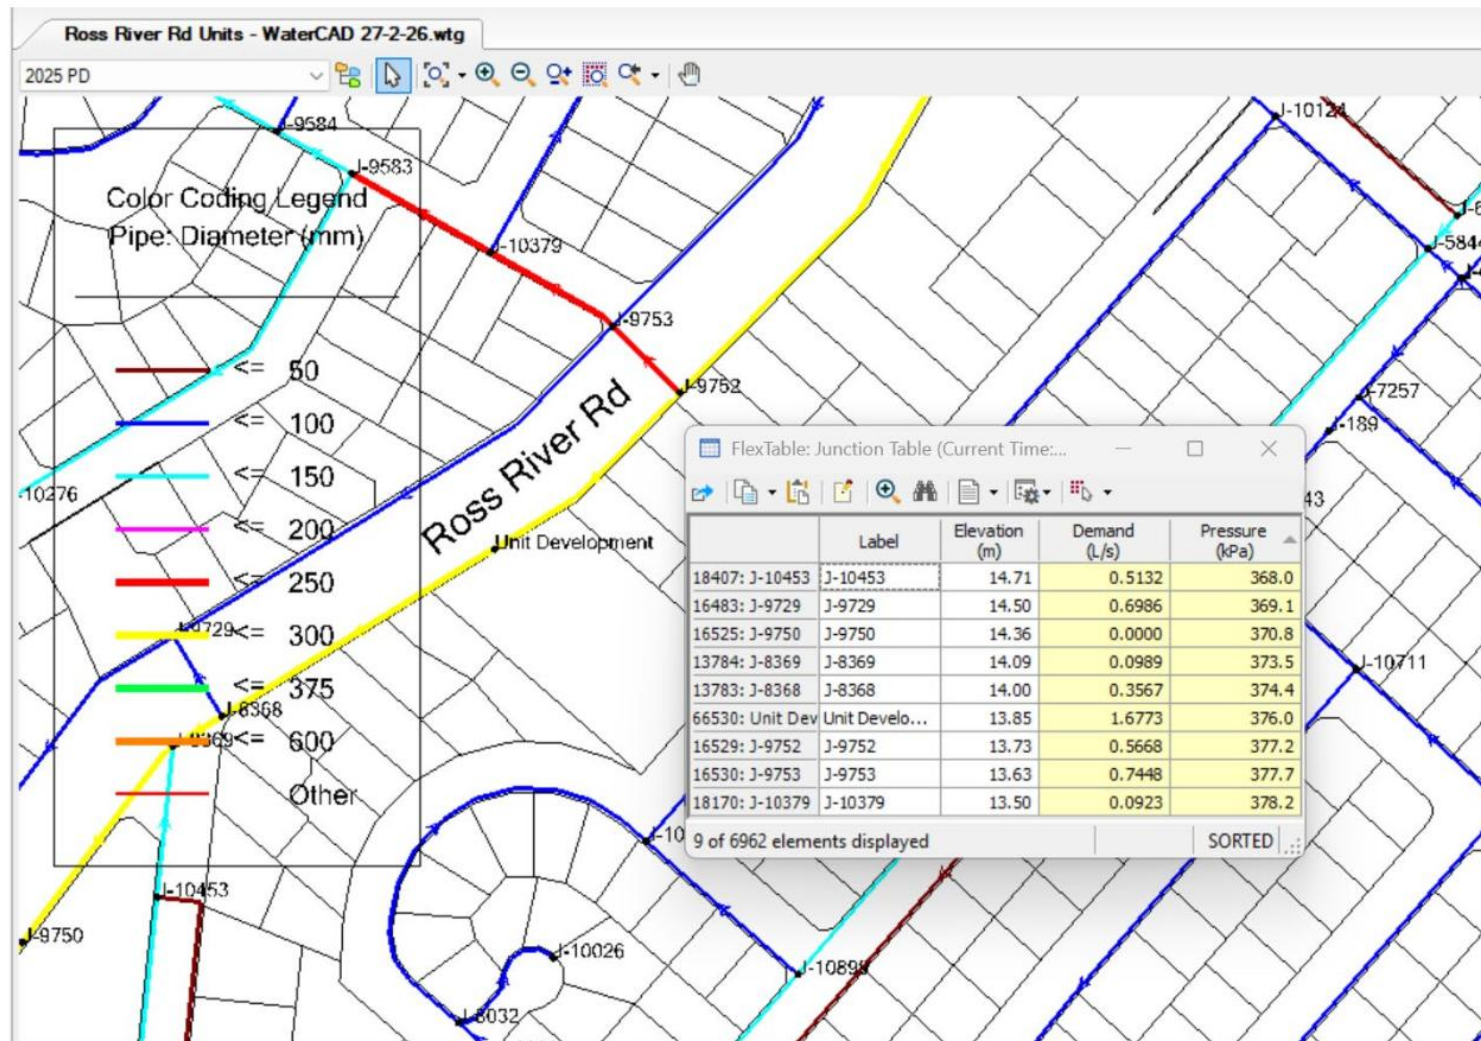 Ross River Rd Units - WaterCAD 27-2-26.wtg
2025 PD
J-9584
J-9583
Color Coding Legend
Pipe: Diameter (mm)
<= 50
<= 100
<= 150
<= 200
<= 250
<= 300
<= 375
<= 600
Other
J-10379
J-9753
J-9752
Ross River Rd
Unit Development
-10276
J-9729
J-8368
J-8369
J-10453
J-9750
J-10026
J-8032
J-10
J-10898
J-10124
J-6
J-5844
J-7257
J-189
43
J-10711
FlexTable: Junction Table (Current Time:...
Label Elevation (m) Demand (L/s) Pressure (kPa)
18407: J-10453 J-10453 14.71 0.5132 368.0
16483: J-9729 J-9729 14.50 0.6986 369.1
16525: J-9750 J-9750 14.36 0.0000 370.8
13784: J-8369 J-8369 14.09 0.0989 373.5
13783: J-8368 J-8368 14.00 0.3567 374.4
66530: Unit Dev Unit Develo... 13.85 1.6773 376.0
16529: J-9752 J-9752 13.73 0.5668 377.2
16530: J-9753 J-9753 13.63 0.7448 377.7
18170: J-10379 J-10379 13.50 0.0923 378.2
9 of 6962 elements displayed
SORTED